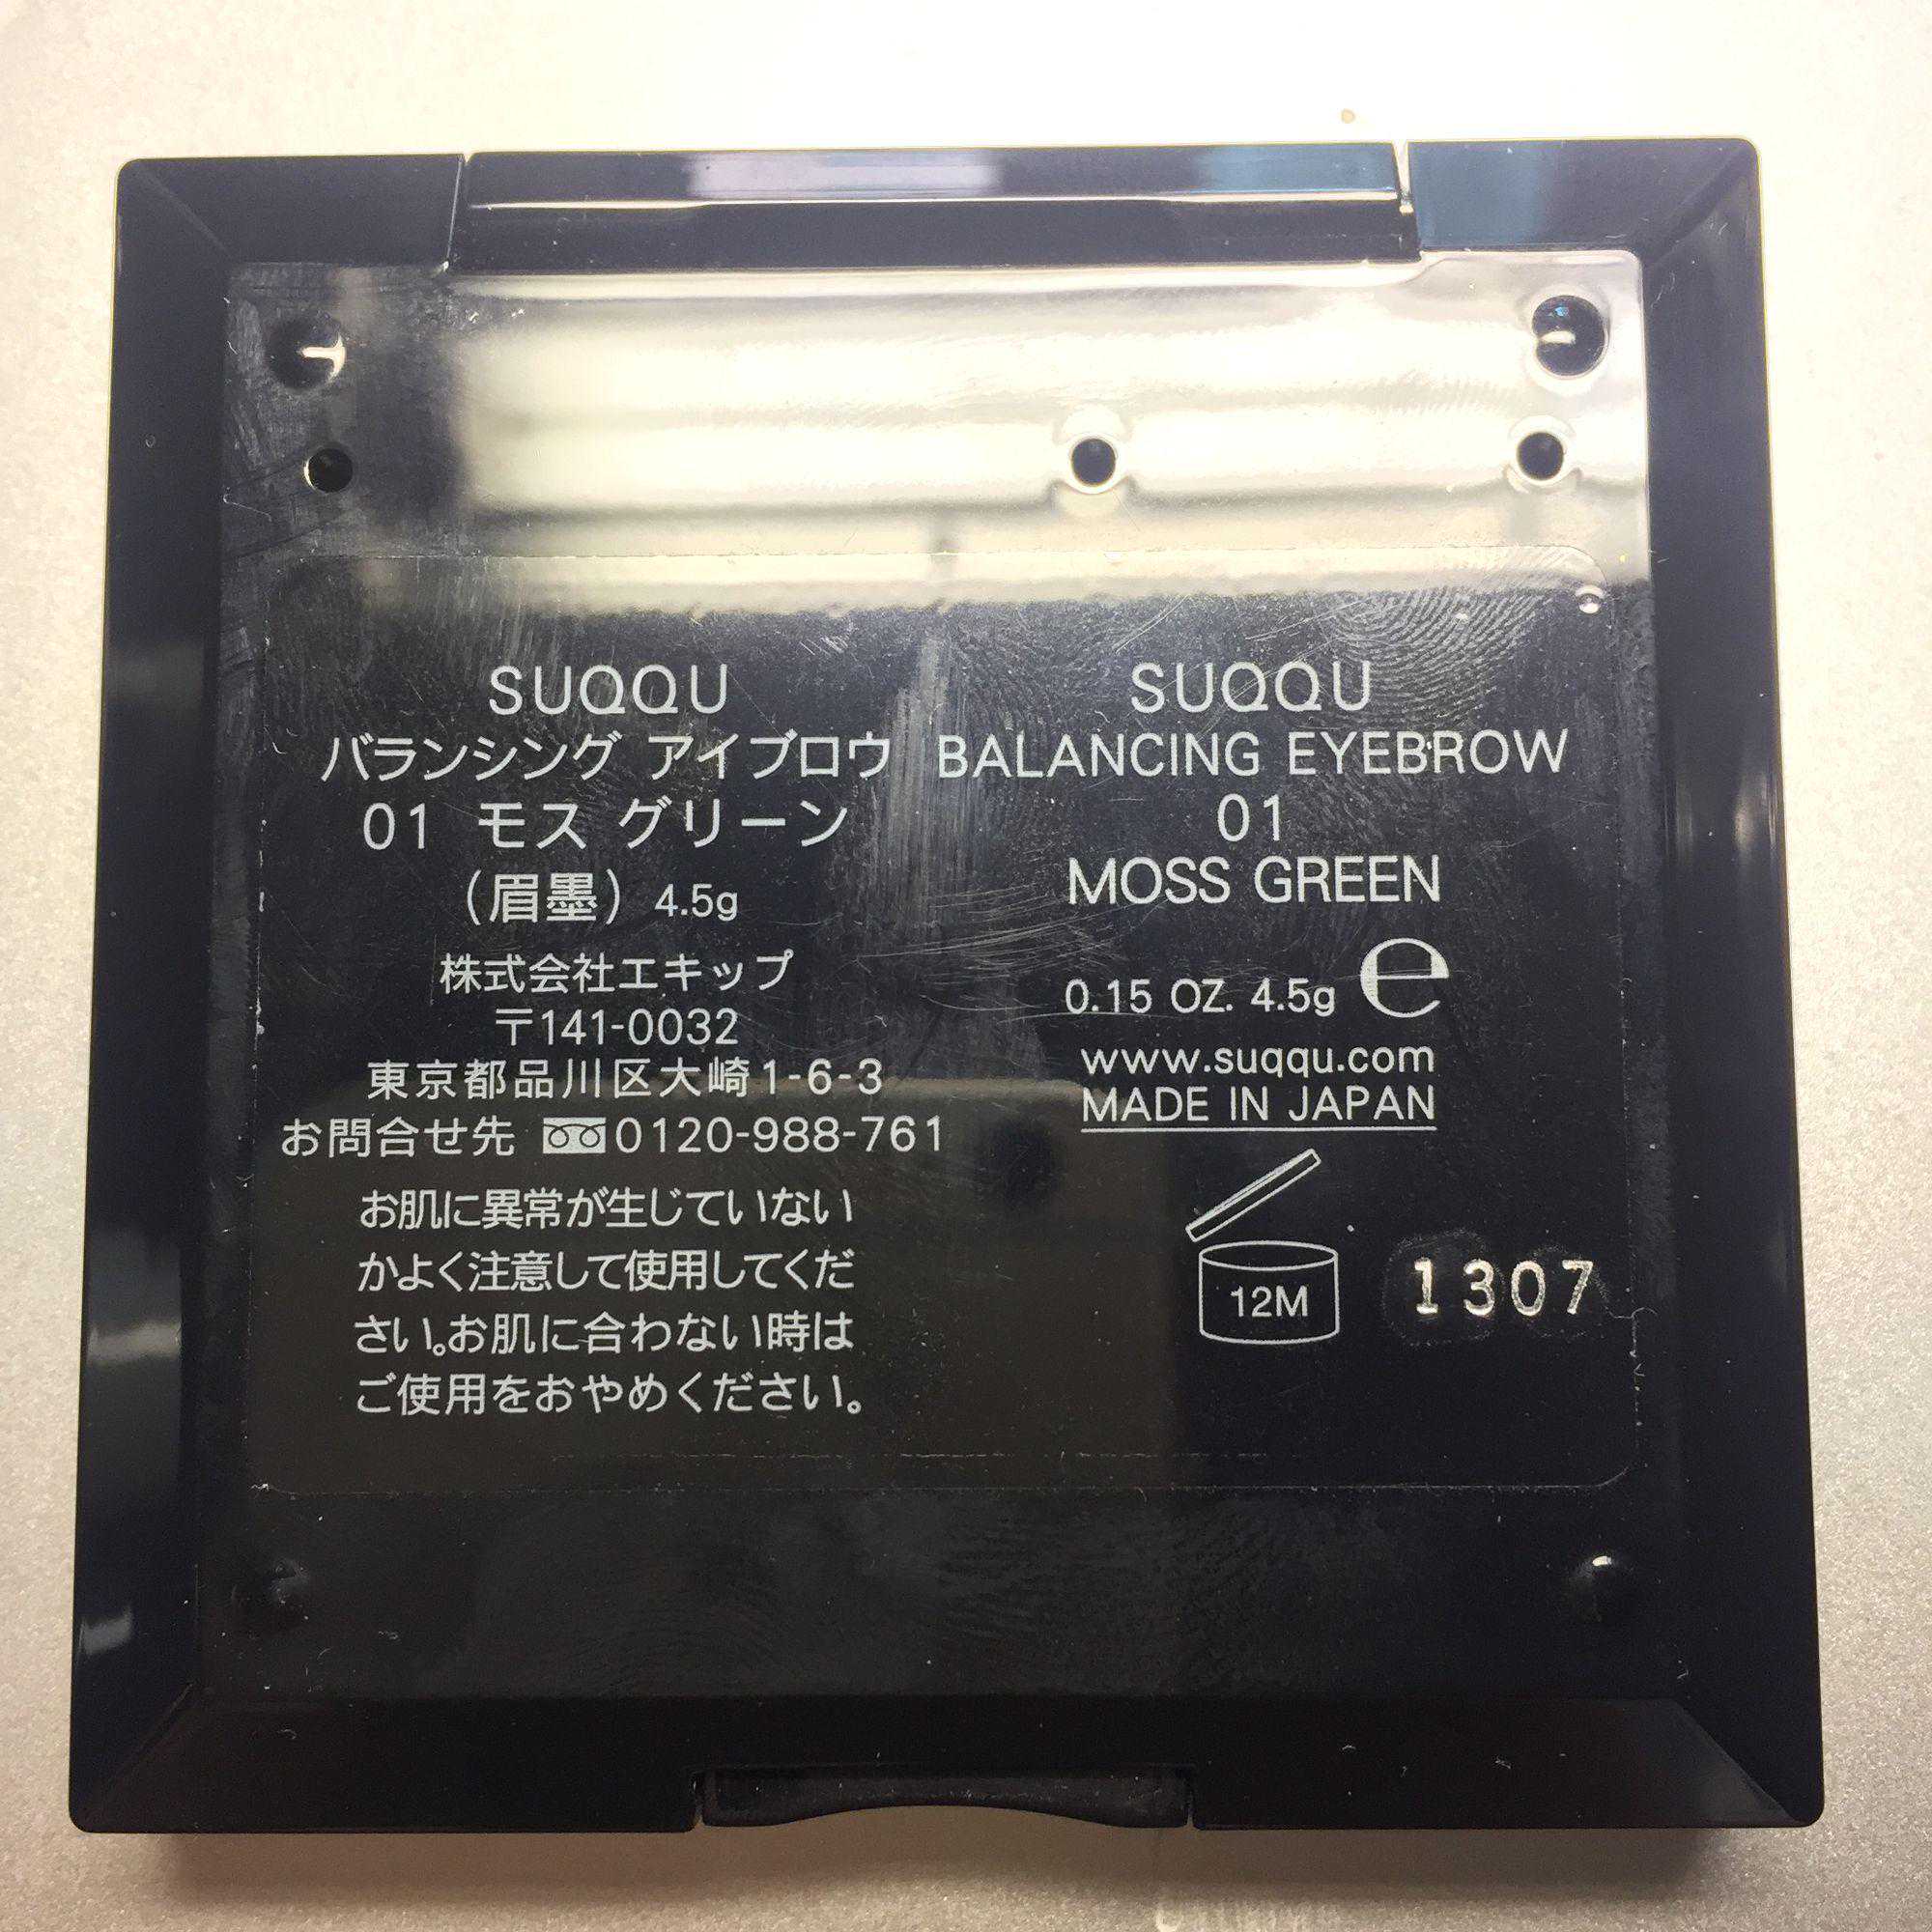 SUQQU
バランシング アイブロウ
01 モス グリーン
（眉墨）4.5g
株式会社エキップ
〒141-0032
東京都品川区大崎1-6-3
お問合せ先 0120-988-761
お肌に異常が生じていない
かよく注意して使用してくだ
さい。お肌に合わない時は
ご使用をおやめください。
SUQQU
BALANCING EYEBROW
01
MOSS GREEN
0.15 OZ. 4.5g ℮
www.suqqu.com
MADE IN JAPAN
12M
1307